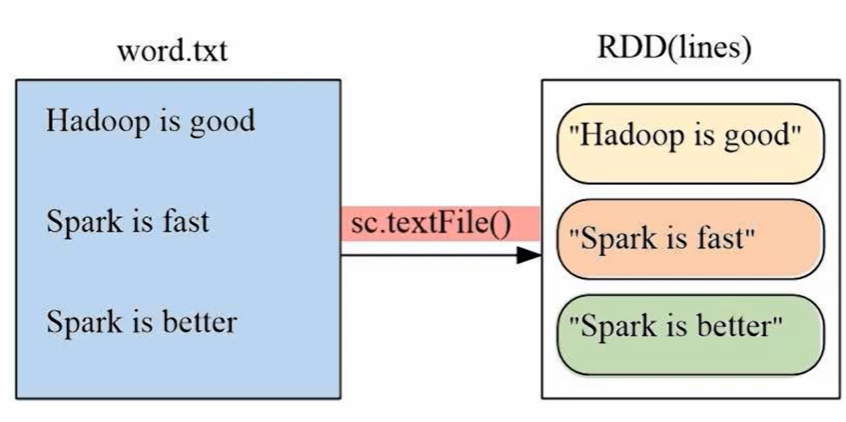 word.txt
Hadoop is good
Spark is fast
Spark is better
sc.textFile()
RDD(lines)
"Hadoop is good"
"Spark is fast"
"Spark is better"